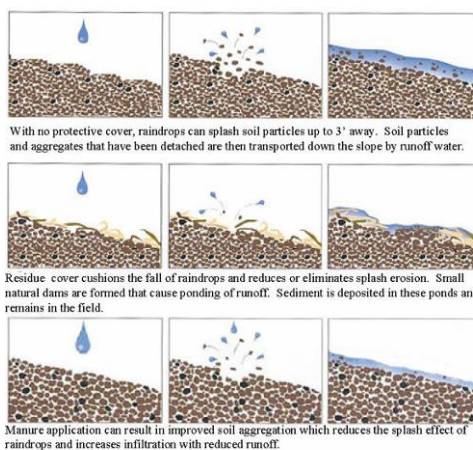 With no protective cover, raindrops can splash soil particles up to 3' away. Soil particles
and aggregates that have been detached are then transported down the slope by runoff water.
Residue cover cushions the fall of raindrops and reduces or eliminates splash erosion. Small
natural dams are formed that cause ponding of runoff. Sediment is deposited in these ponds an
remains in the field.
Manure application can result in improved soil aggregation which reduces the splash effect of
raindrops and increases infiltration with reduced runoff.